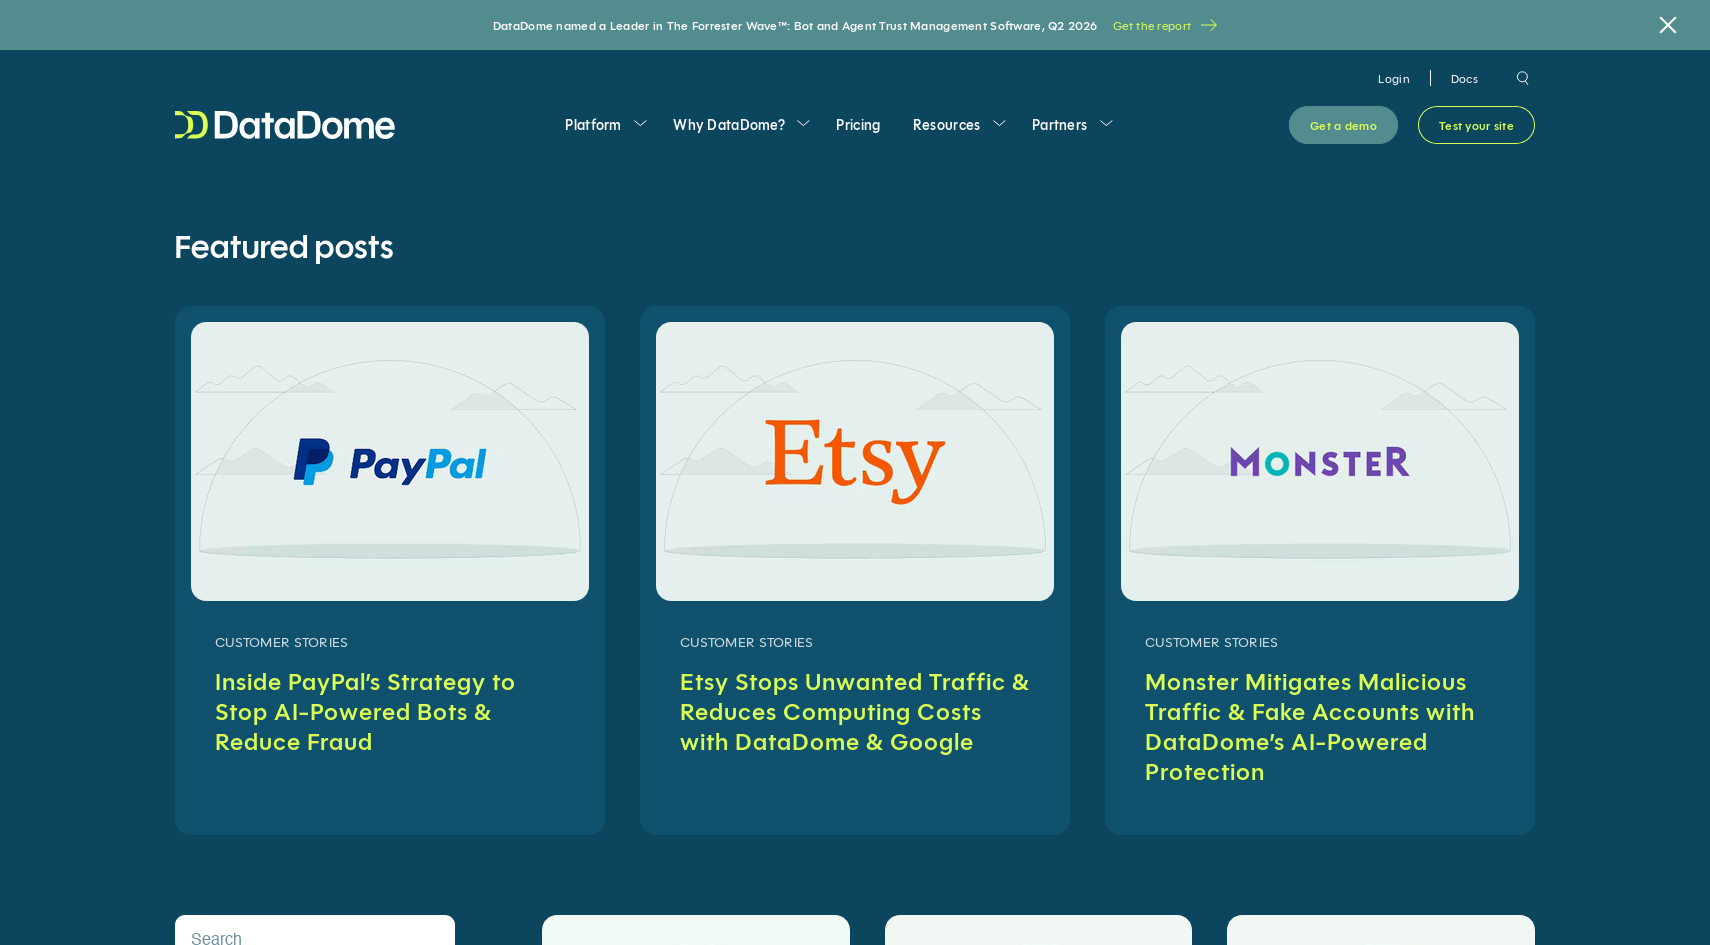 DataDome named a Leader in The Forrester Wave™: Bot and Agent Trust Management Software, Q2 2026 Get the report
Login Docs
DataDome Platform Why DataDome? Pricing Resources Partners Get a demo Test your site
Featured posts
PayPal
Etsy
MONSTER
CUSTOMER STORIES
Inside PayPal’s Strategy to
Stop AI-Powered Bots &
Reduce Fraud
CUSTOMER STORIES
Etsy Stops Unwanted Traffic &
Reduces Computing Costs
with DataDome & Google
CUSTOMER STORIES
Monster Mitigates Malicious
Traffic & Fake Accounts with
DataDome’s AI-Powered
Protection
Search